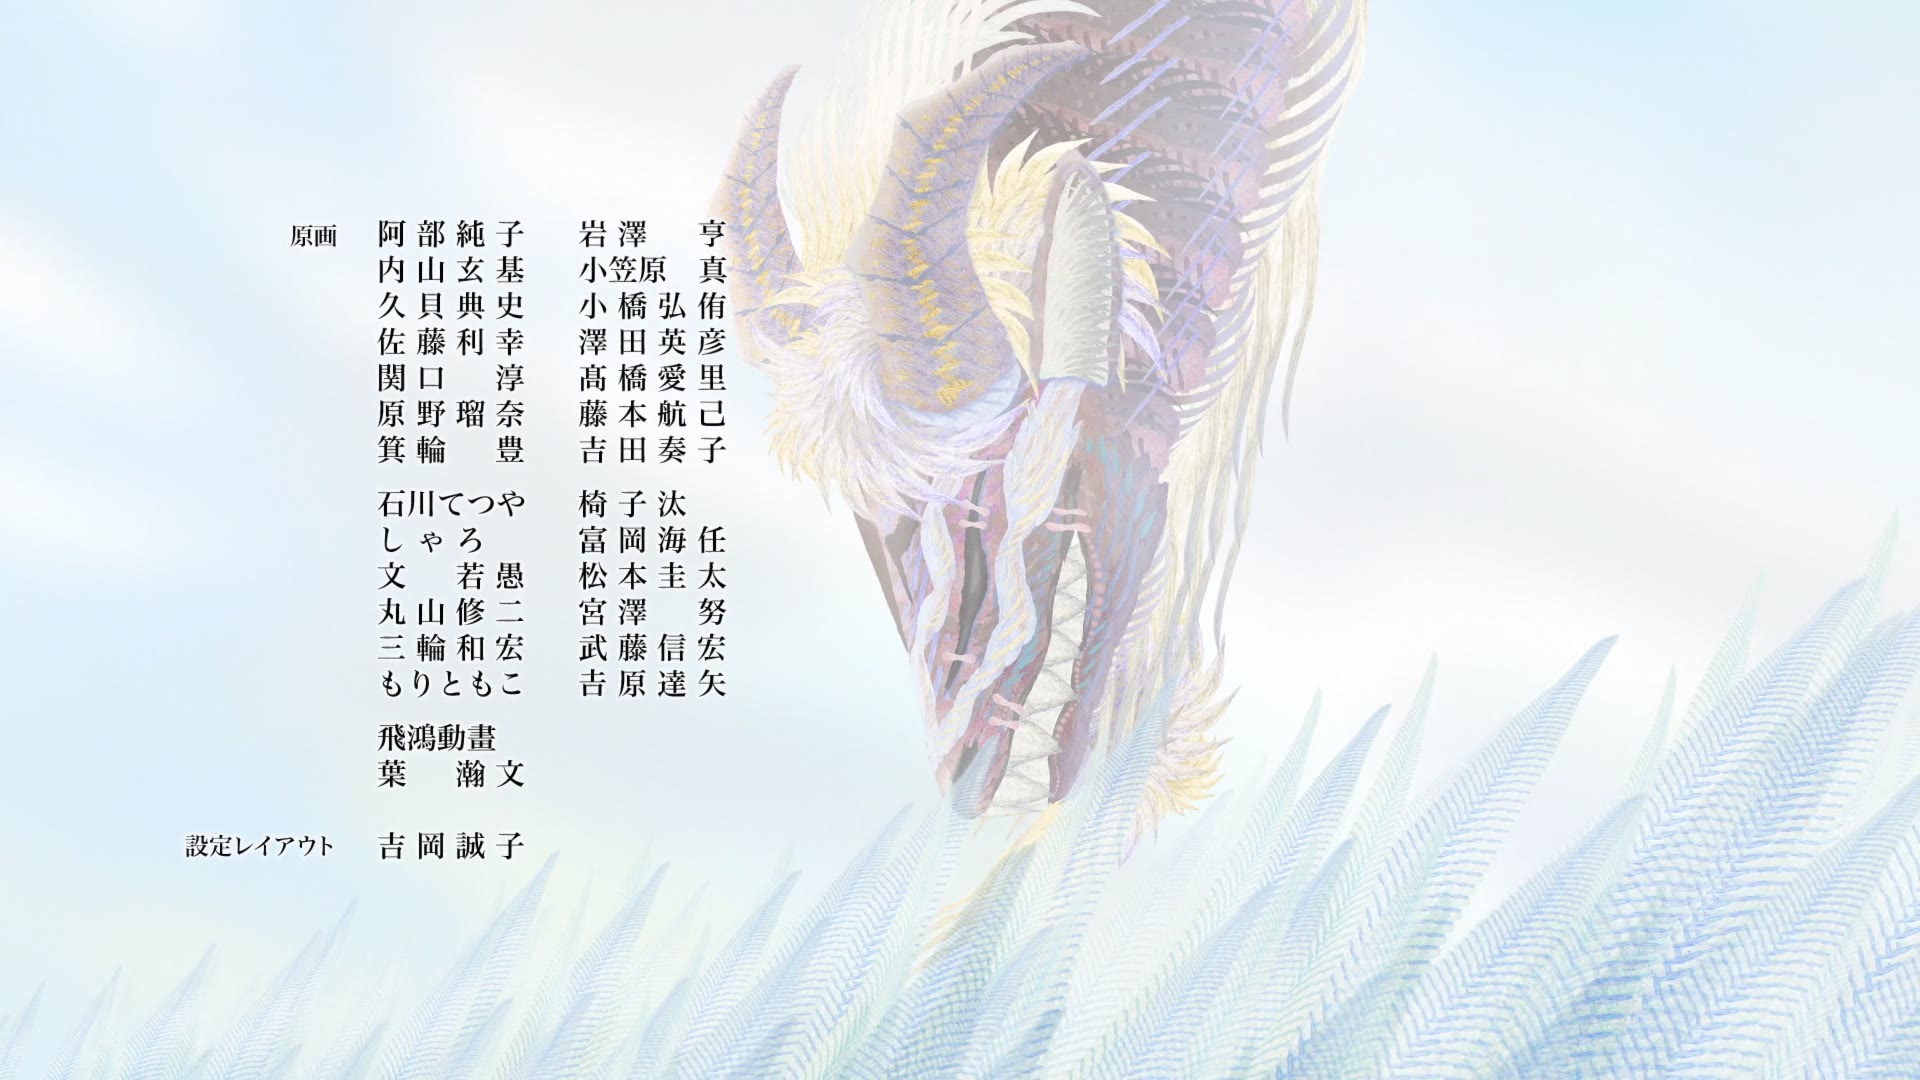 原画 阿部純子 岩澤亨
内山玄基 小笠原真
久貝典史 小橋弘侑
佐藤利幸 澤田英彦
関口淳 髙橋愛里
原野瑠奈 藤本航己
箕輪豊 吉田奏子
石川てつや 椅子汰
しゃろ 富岡海任
文若愚 松本圭太
丸山修二 宮澤努
三輪和宏 武藤信宏
もりともこ 𠮷原達矢
飛鴻動畫
葉瀚文
設定レイアウト 吉岡誠子